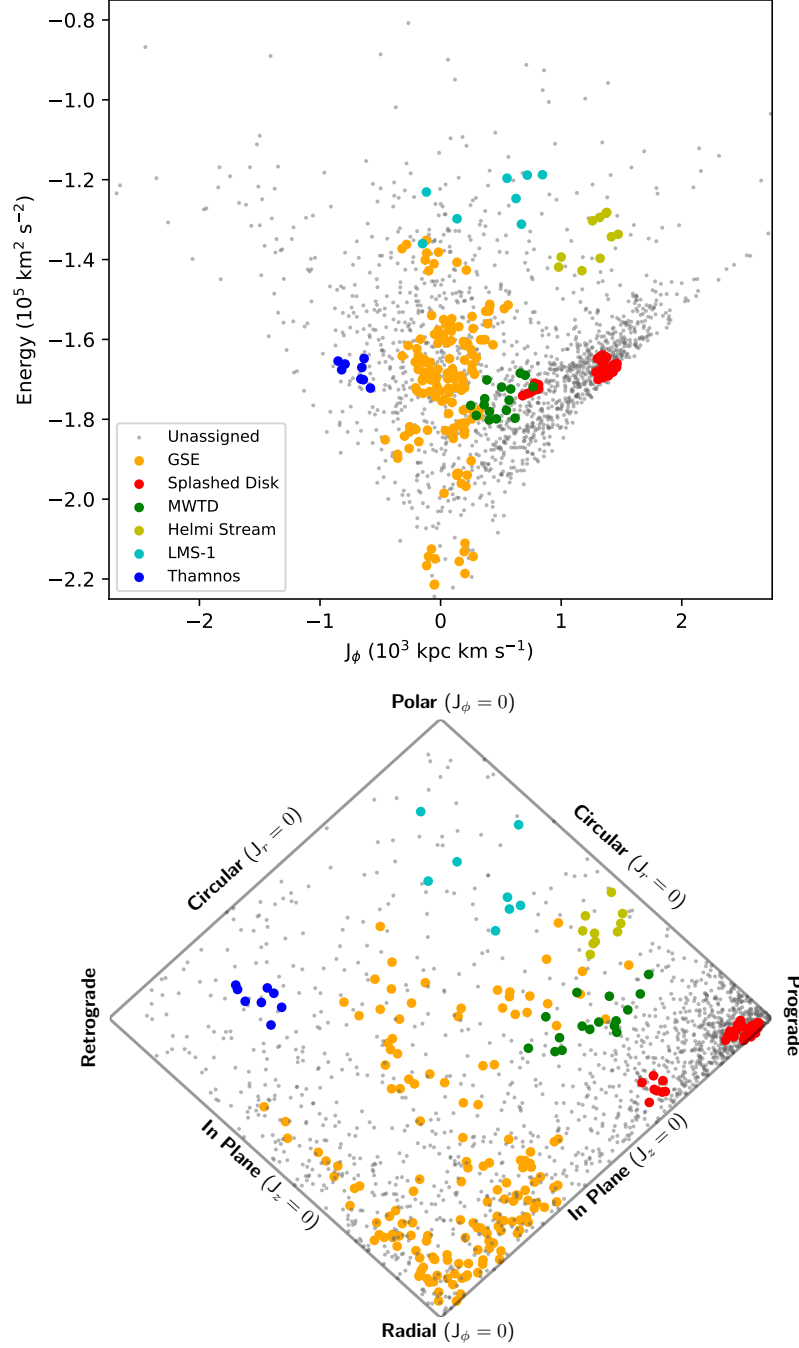 −0.8
−1.0
−1.2
−1.4
−1.6
−1.8
−2.0
−2.2
Energy (10⁵ km² s⁻²)
Unassigned
GSE
Splashed Disk
MWTD
Helmi Stream
LMS-1
Thamnos
−2 −1 0 1 2
J_ϕ (10³ kpc km s⁻¹)
Polar (J_ϕ = 0)
Circular (J_r = 0)
Circular (J_r = 0)
Retrograde
Prograde
In Plane (J_z = 0)
In Plane (J_z = 0)
Radial (J_ϕ = 0)